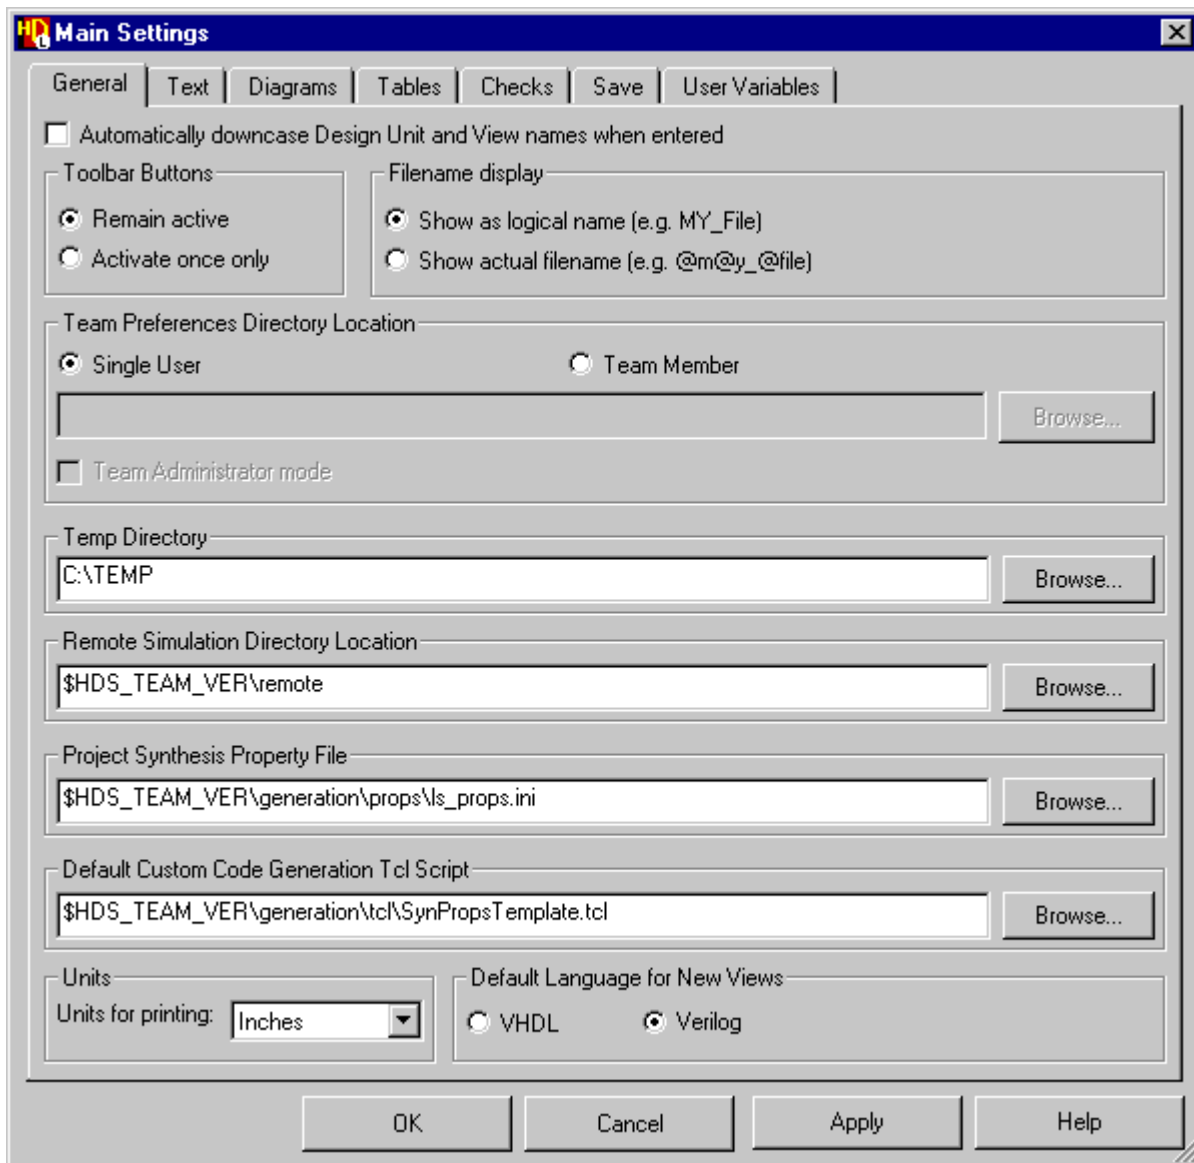 HDL Main Settings
General Text Diagrams Tables Checks Save User Variables
Automatically downcase Design Unit and View names when entered
Toolbar Buttons
Remain active
Activate once only
Filename display
Show as logical name (e.g. MY_File)
Show actual filename (e.g. @m@y_@file)
Team Preferences Directory Location
Single User Team Member
Browse...
Team Administrator mode
Temp Directory
C:\TEMP Browse...
Remote Simulation Directory Location
$HDS_TEAM_VER\remote Browse...
Project Synthesis Property File
$HDS_TEAM_VER\generation\props\ls_props.ini Browse...
Default Custom Code Generation Tcl Script
$HDS_TEAM_VER\generation\tcl\SynPropsTemplate.tcl Browse...
Units
Units for printing: Inches
Default Language for New Views
VHDL Verilog
OK Cancel Apply Help